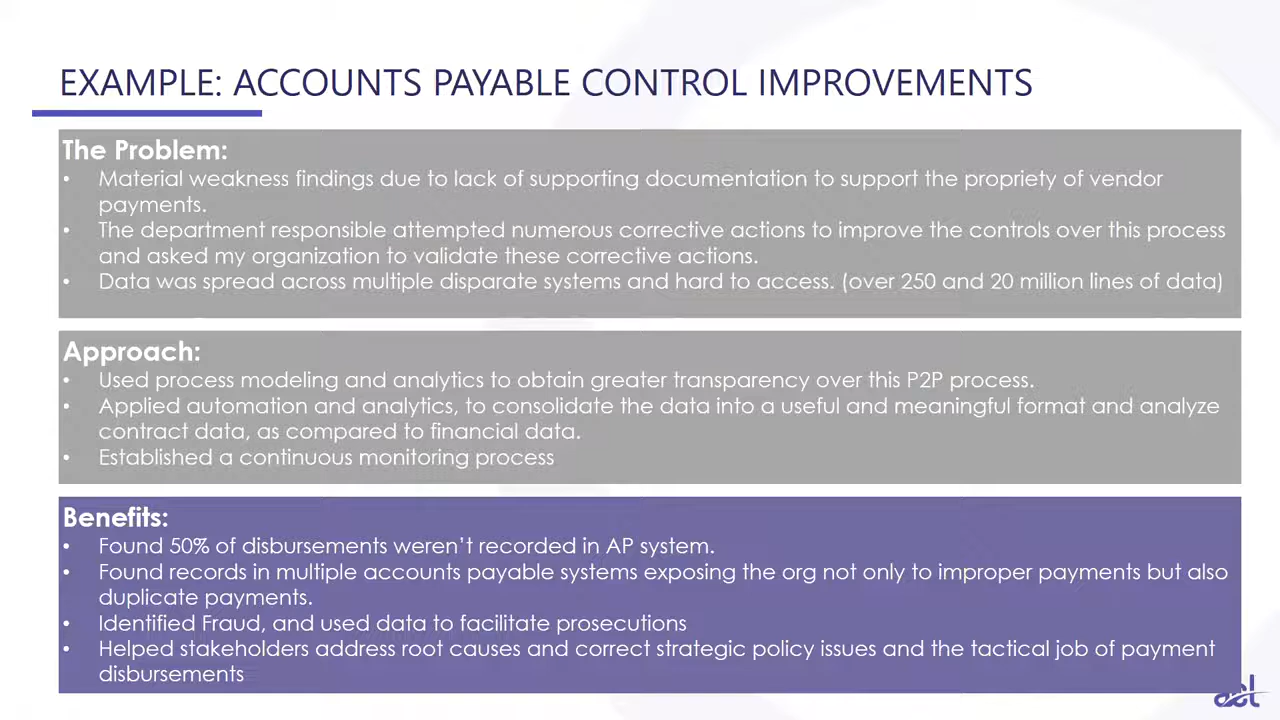 EXAMPLE: ACCOUNTS PAYABLE CONTROL IMPROVEMENTS
The Problem:
• Material weakness findings due to lack of supporting documentation to support the propriety of vendor
payments.
• The department responsible attempted numerous corrective actions to improve the controls over this process
and asked my organization to validate these corrective actions.
• Data was spread across multiple disparate systems and hard to access. (over 250 and 20 million lines of data)
Approach:
• Used process modeling and analytics to obtain greater transparency over this P2P process.
• Applied automation and analytics, to consolidate the data into a useful and meaningful format and analyze
contract data, as compared to financial data.
• Established a continuous monitoring process
Benefits:
• Found 50% of disbursements weren't recorded in AP system.
• Found records in multiple accounts payable systems exposing the org not only to improper payments but also
duplicate payments.
• Identified Fraud, and used data to facilitate prosecutions
• Helped stakeholders address root causes and correct strategic policy issues and the tactical job of payment
disbursements
acl